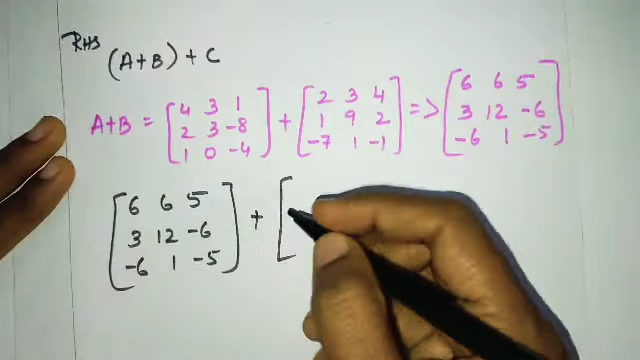 RHS
(A+B) + C
A+B = [4 3 1 + [2 3 4 => [6 6 5
2 3 -8 1 9 2 3 12 -6
1 0 -4] -7 1 -1] -6 1 -5]
[6 6 5 + [
3 12 -6
-6 1 -5]